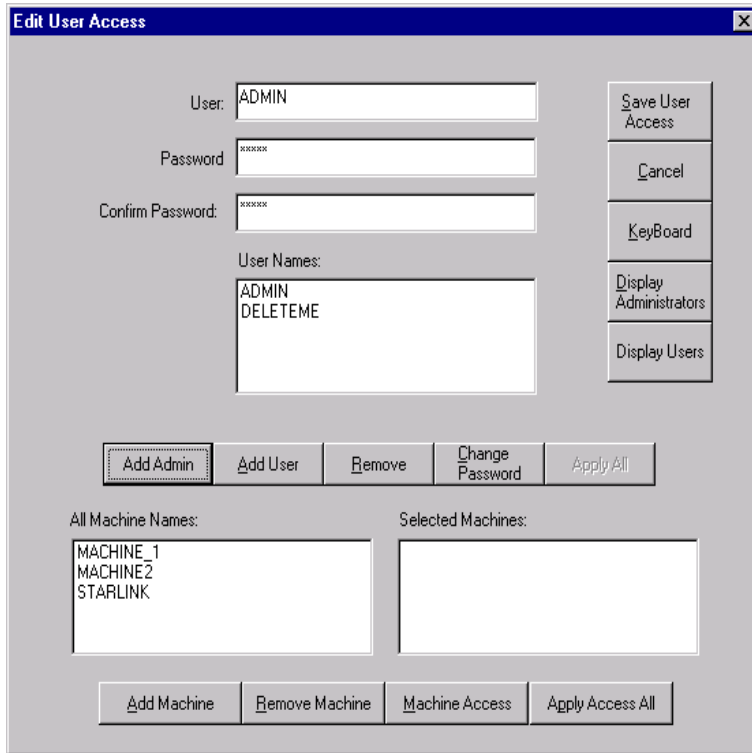 Edit User Access
User: ADMIN
Password xxxxx
Confirm Password: xxxxx
User Names:
ADMIN
DELETEME
Save User Access
Cancel
KeyBoard
Display Administrators
Display Users
Add Admin Add User Remove Change Password Apply All
All Machine Names:
MACHINE_1
MACHINE2
STARLINK
Selected Machines:
Add Machine Remove Machine Machine Access Apply Access All